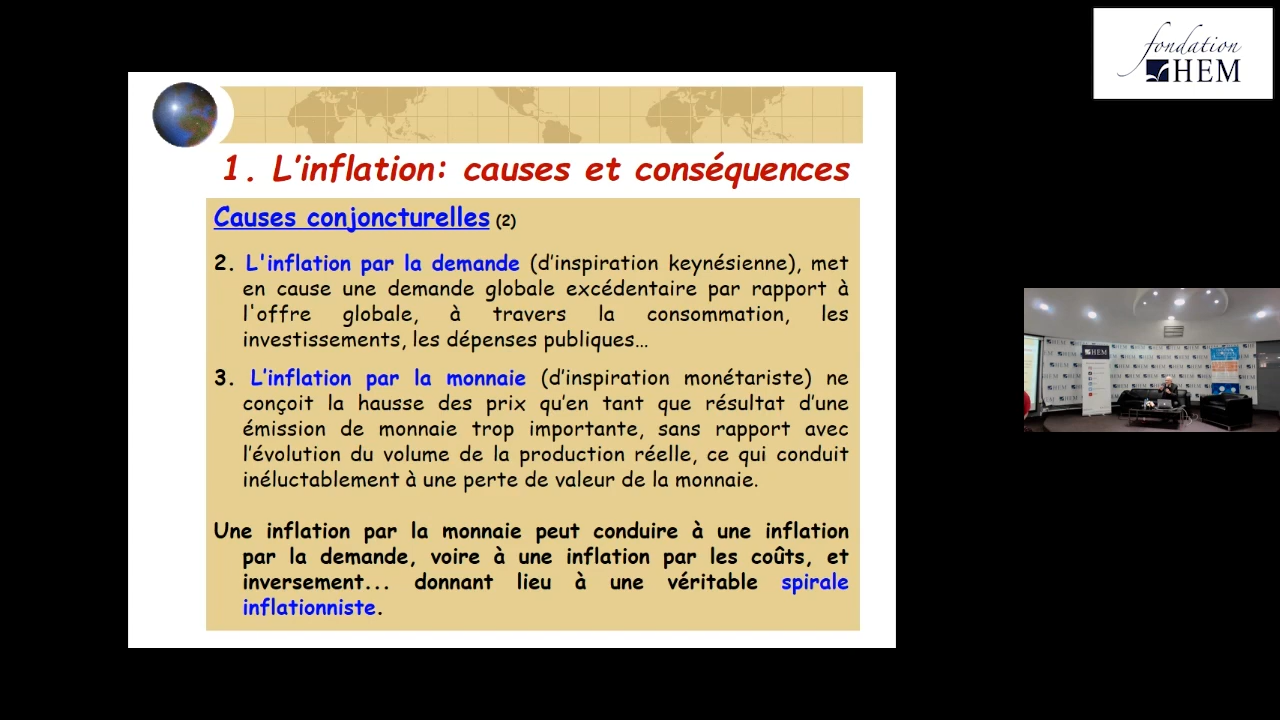 fondation
HEM
1. L’inflation: causes et conséquences
Causes conjoncturelles (2)
2. L'inflation par la demande (d’inspiration keynésienne), met
en cause une demande globale excédentaire par rapport à
l'offre globale, à travers la consommation, les
investissements, les dépenses publiques…
3. L’inflation par la monnaie (d’inspiration monétariste) ne
conçoit la hausse des prix qu’en tant que résultat d’une
émission de monnaie trop importante, sans rapport avec
l’évolution du volume de la production réelle, ce qui conduit
inéluctablement à une perte de valeur de la monnaie.
Une inflation par la monnaie peut conduire à une inflation
par la demande, voire à une inflation par les coûts, et
inversement... donnant lieu à une véritable spirale
inflationniste.
HEM